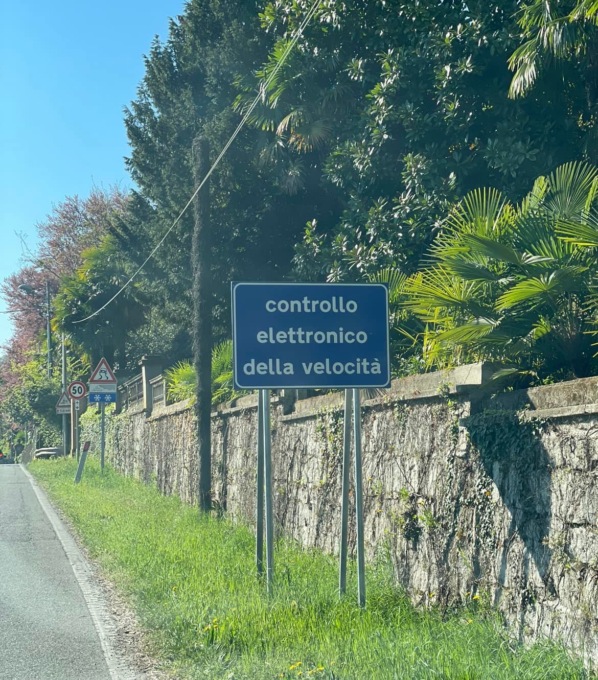 controllo
elettronico
della velocità
50